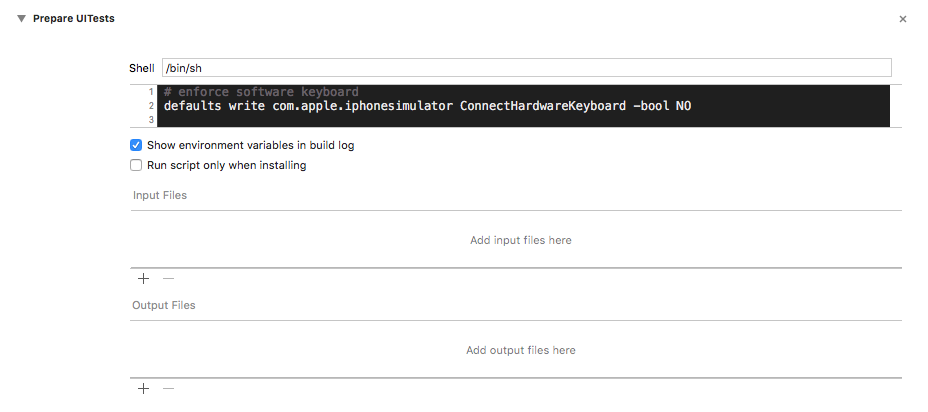 Prepare UITests
Shell /bin/sh
1 # enforce software keyboard
2 defaults write com.apple.iphonesimulator ConnectHardwareKeyboard -bool NO
3
Show environment variables in build log
Run script only when installing
Input Files
Add input files here
Output Files
Add output files here